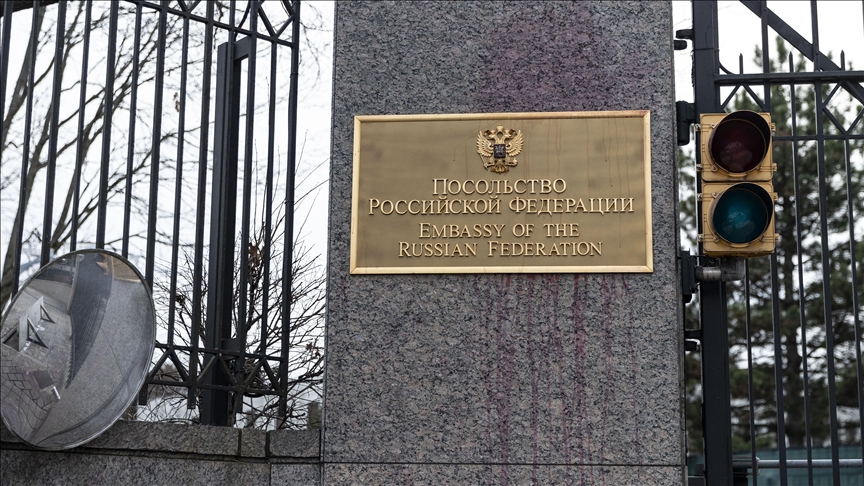 Посольство
Российской Федерации
Embassy of the
Russian Federation